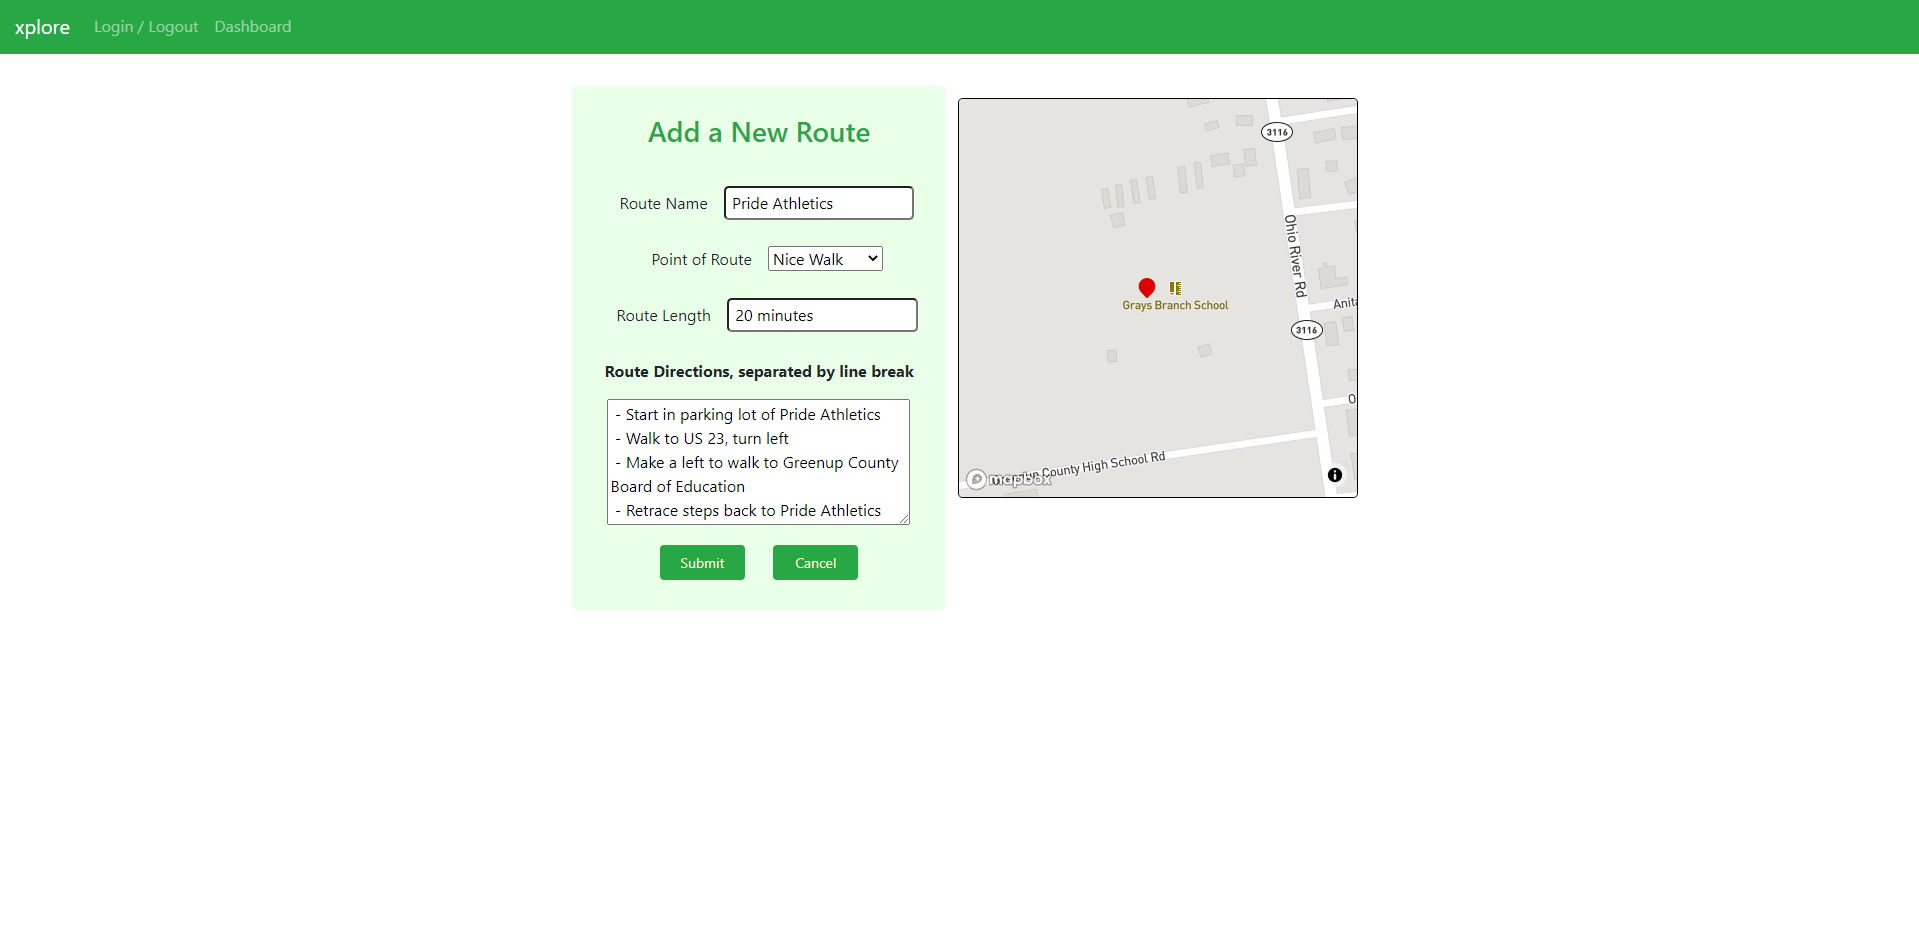 xplore Login / Logout Dashboard
Add a New Route
Route Name Pride Athletics
Point of Route Nice Walk
Route Length 20 minutes
Route Directions, separated by line break
- Start in parking lot of Pride Athletics
- Walk to US 23, turn left
- Make a left to walk to Greenup County
Board of Education
- Retrace steps back to Pride Athletics
Submit Cancel
3116
Ohio River Rd
Grays Branch School
Anita
3116
O
County High School Rd
mapbox